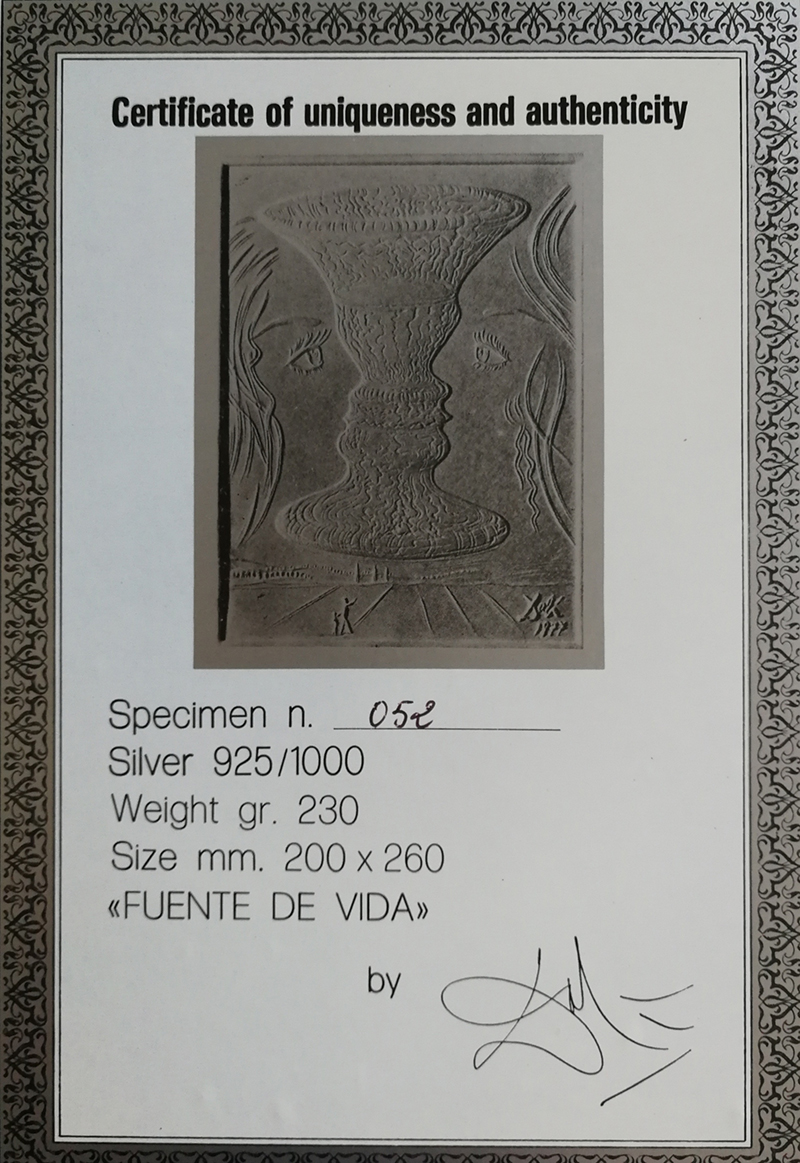 Certificate of uniqueness and authenticity
1977
Specimen n. 052
Silver 925/1000
Weight gr. 230
Size mm. 200 x 260
«FUENTE DE VIDA»
by